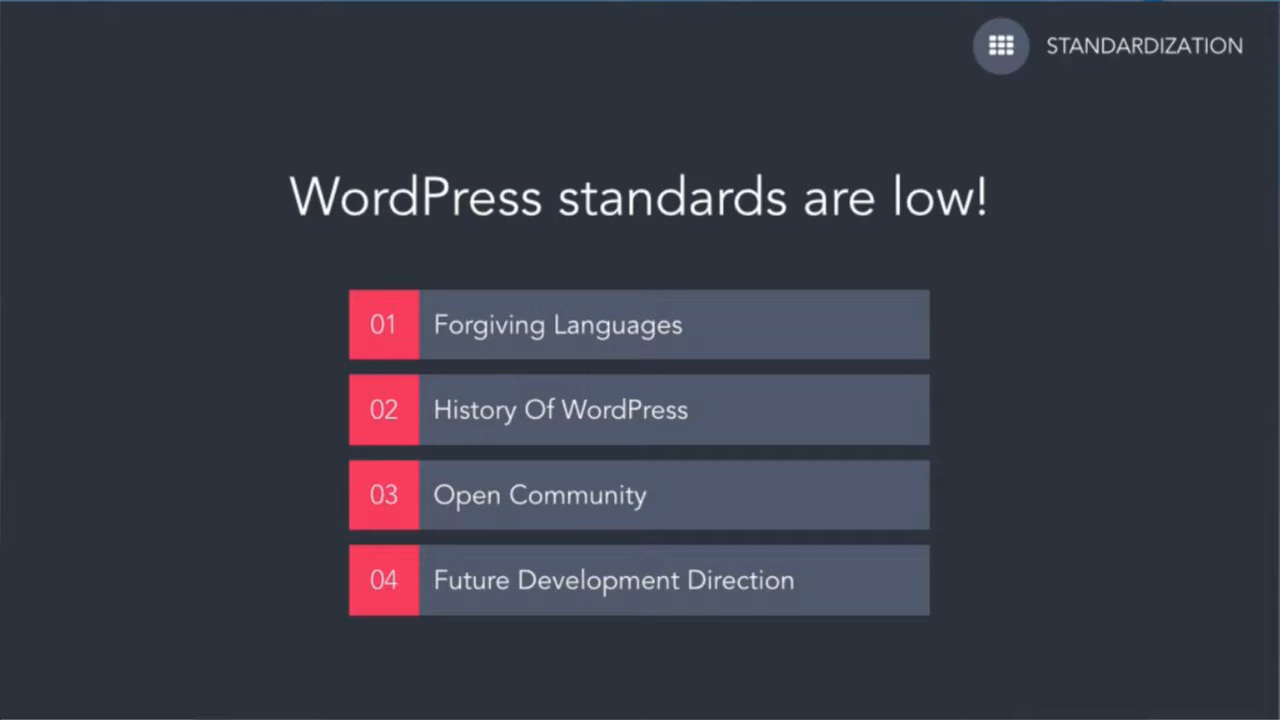 STANDARDIZATION
WordPress standards are low!
01 Forgiving Languages
02 History Of WordPress
03 Open Community
04 Future Development Direction